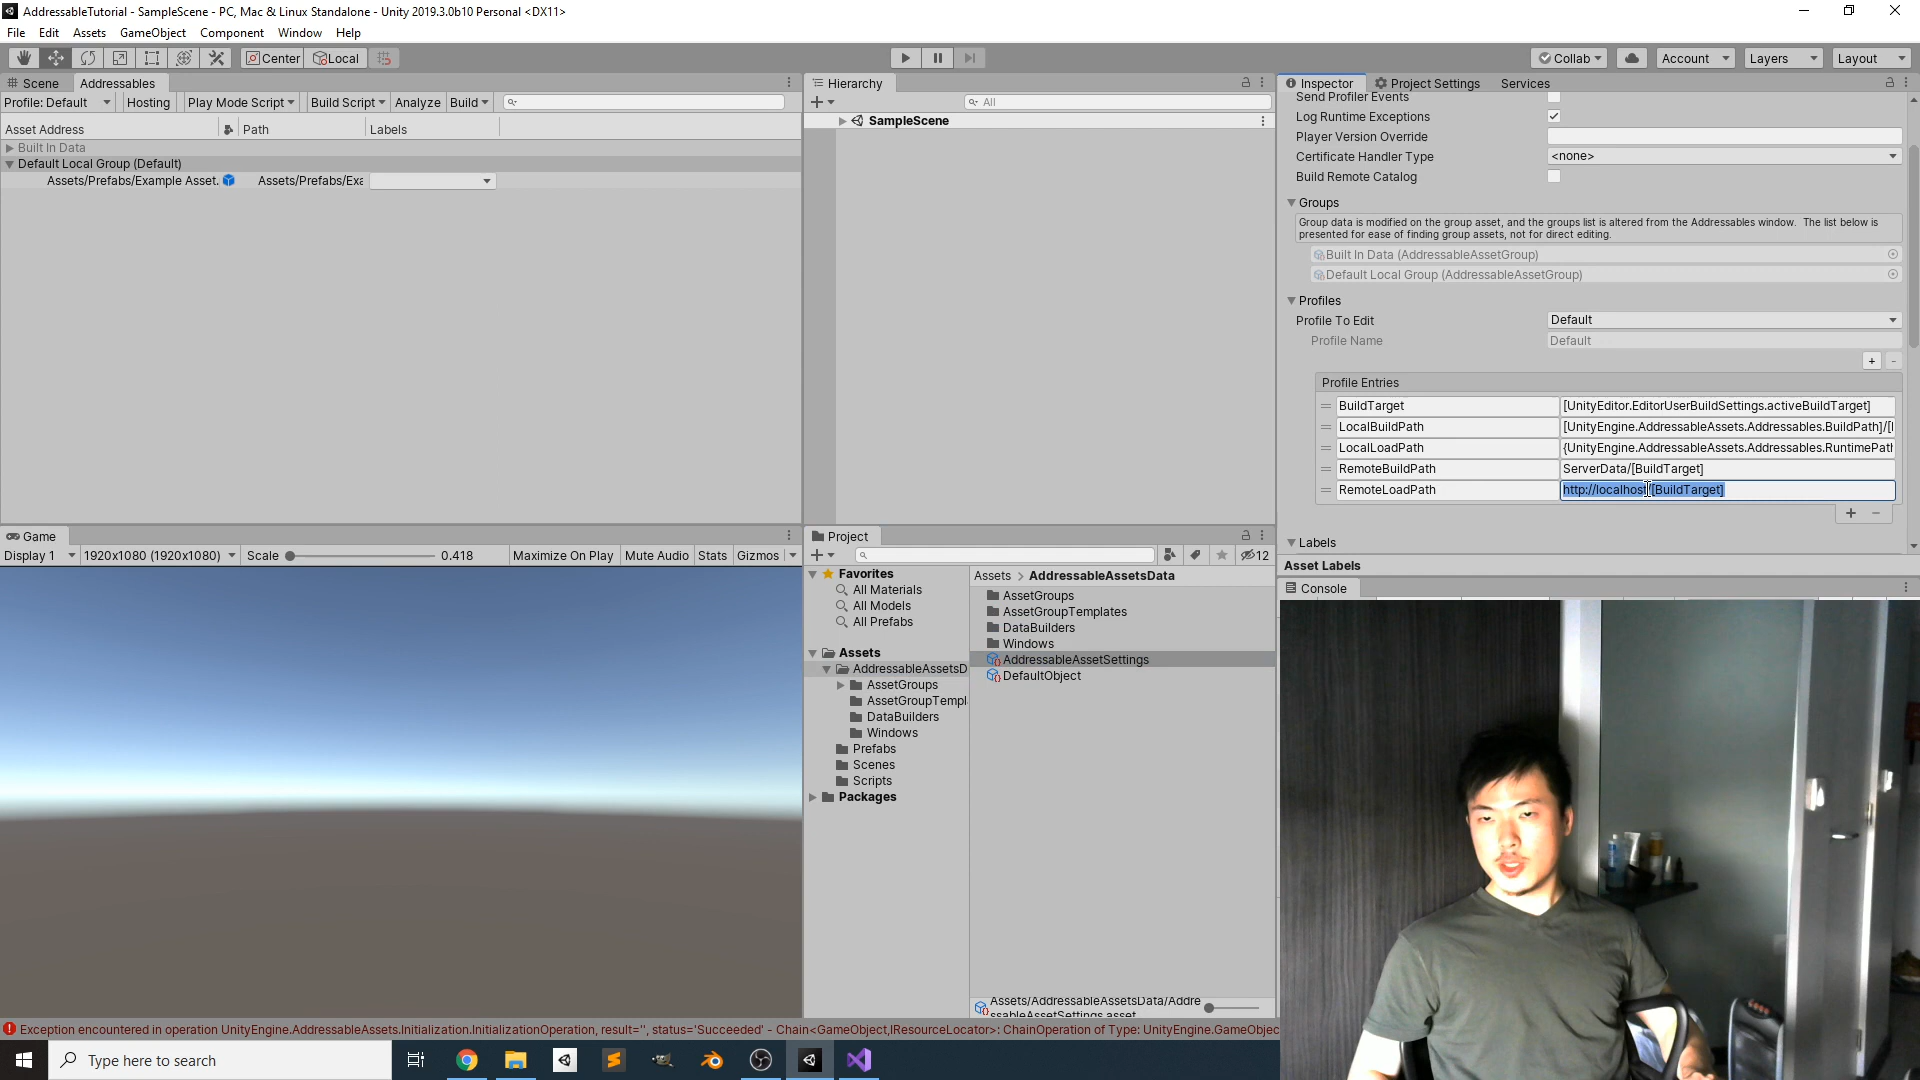 AddressableTutorial - SampleScene - PC, Mac & Linux Standalone - Unity 2019.3.0b10 Personal <DX11>
File Edit Assets GameObject Component Window Help
Center Local Collab Account Layers Layout
Scene Addressables
Profile: Default Hosting Play Mode Script Build Script Analyze Build
Asset Address Path Labels
Built In Data
Default Local Group (Default)
Assets/Prefabs/Example Asset. Assets/Prefabs/Exa
Hierarchy
All
SampleScene
Inspector Project Settings Services
Send Profiler Events
Log Runtime Exceptions
Player Version Override
Certificate Handler Type <none>
Build Remote Catalog
Groups
Group data is modified on the group asset, and the groups list is altered from the Addressables window. The list below is
presented for ease of finding group assets, not for direct editing.
Built In Data (AddressableAssetGroup)
Default Local Group (AddressableAssetGroup)
Profiles
Profile To Edit Default
Profile Name Default
Profile Entries
BuildTarget [UnityEditor.EditorUserBuildSettings.activeBuildTarget]
LocalBuildPath [UnityEngine.AddressableAssets.Addressables.BuildPath]/[
LocalLoadPath {UnityEngine.AddressableAssets.Addressables.RuntimePath
RemoteBuildPath ServerData/[BuildTarget]
RemoteLoadPath http://localhost/[BuildTarget]
Labels
Asset Labels
Console
Game
Display 1 1920x1080 (1920x1080) Scale 0.418 Maximize On Play Mute Audio Stats Gizmos
Project
12
Favorites
All Materials
All Models
All Prefabs
Assets
AddressableAssetsD
AssetGroups
AssetGroupTempl
DataBuilders
Windows
Prefabs
Scenes
Scripts
Packages
Assets > AddressableAssetsData
AssetGroups
AssetGroupTemplates
DataBuilders
Windows
AddressableAssetSettings
DefaultObject
Assets/AddressableAssetsData/Addre
ssableAssetSettings.asset
Exception encountered in operation UnityEngine.AddressableAssets.Initialization.InitializationOperation, result='', status='Succeeded' - Chain<GameObject,IResourceLocator>: ChainOperation of Type: UnityEngine.GameObjec
Type here to search